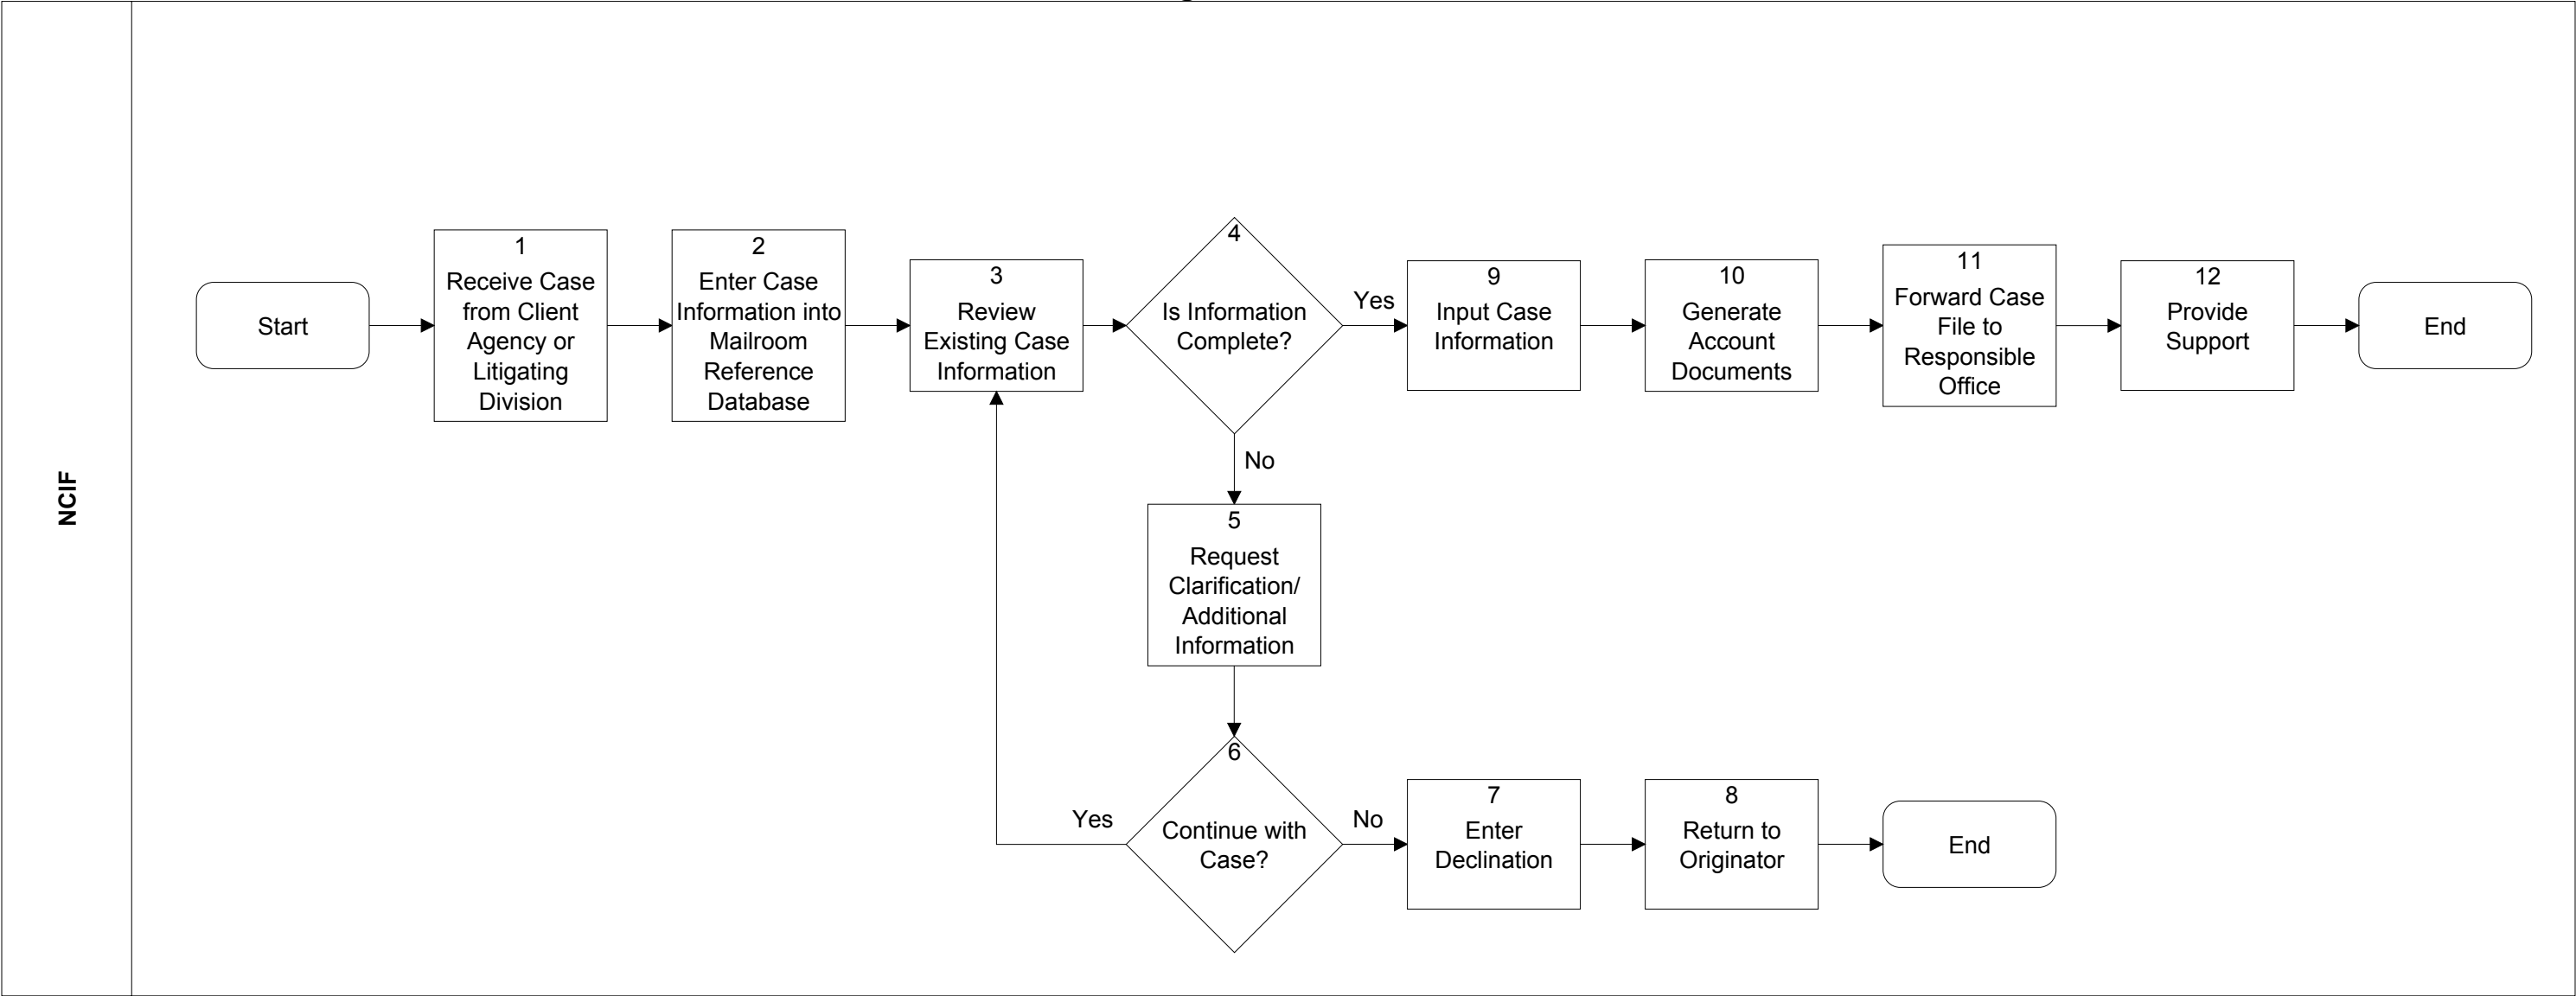 NCIF
Start
1
Receive Case
from Client
Agency or
Litigating
Division
2
Enter Case
Information into
Mailroom
Reference
Database
3
Review
Existing Case
Information
4
Is Information
Complete?
Yes
No
9
Input Case
Information
10
Generate
Account
Documents
11
Forward Case
File to
Responsible
Office
12
Provide
Support
End
5
Request
Clarification/
Additional
Information
6
Continue with
Case?
Yes
No
7
Enter
Declination
8
Return to
Originator
End